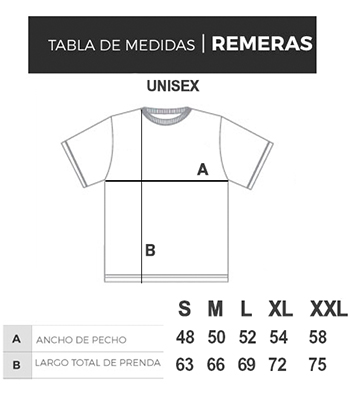 TABLA DE MEDIDAS | REMERAS
UNISEX
A
B
S M L XL XXL
A ANCHO DE PECHO 48 50 52 54 58
B LARGO TOTAL DE PRENDA 63 66 69 72 75